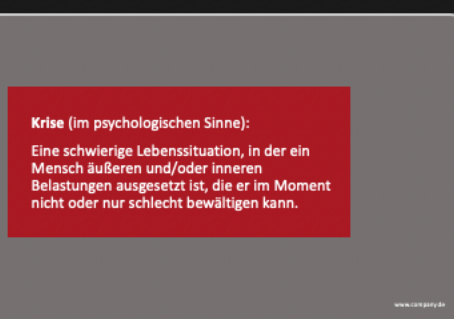 Krise (im psychologischen Sinne):
Eine schwierige Lebenssituation, in der ein
Mensch äußeren und/oder inneren
Belastungen ausgesetzt ist, die er im Moment
nicht oder nur schlecht bewältigen kann.
www.company.de